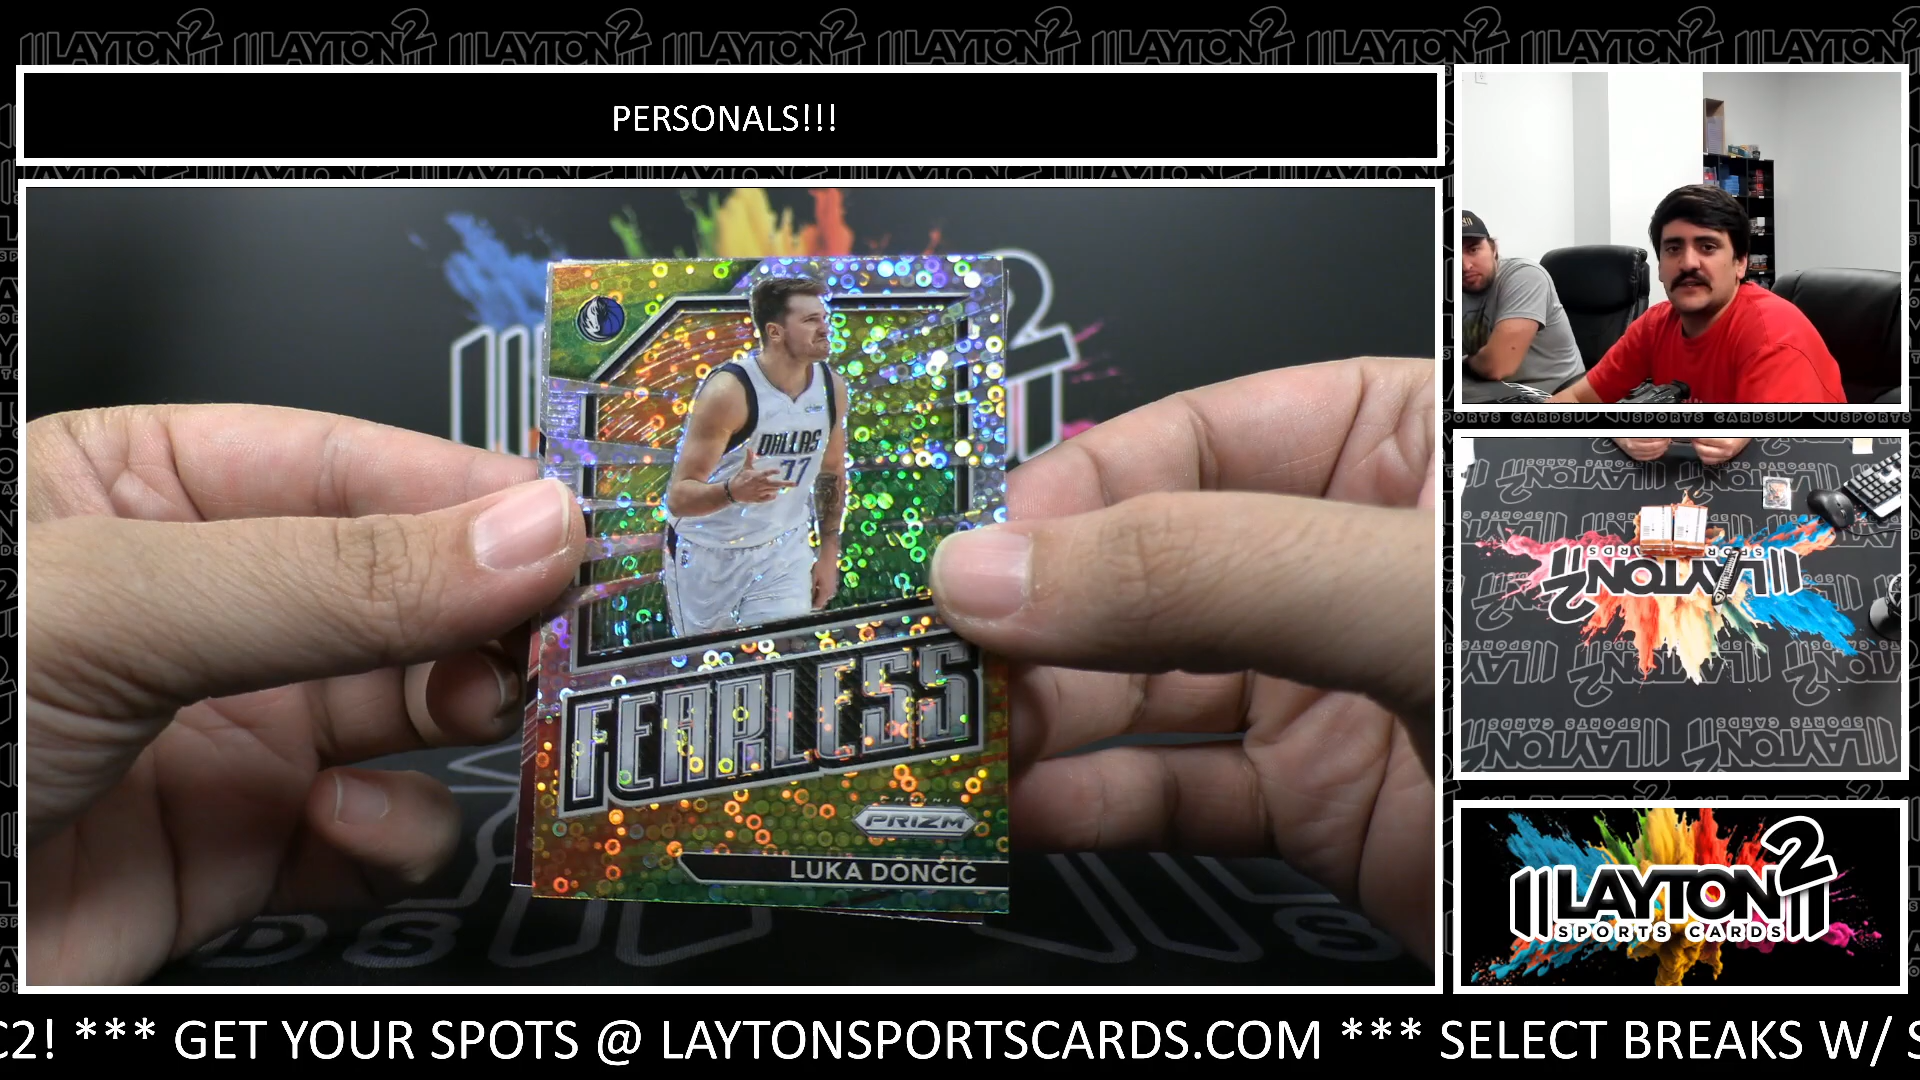 PERSONALS!!!
DALLAS
77
FEARLESS
PANINI
PRIZM
LUKA DONČIĆ
LAYTON 2
SPORTS CARDS
C2! *** GET YOUR SPOTS @ LAYTONSPORTSCARDS.COM *** SELECT BREAKS W/ S